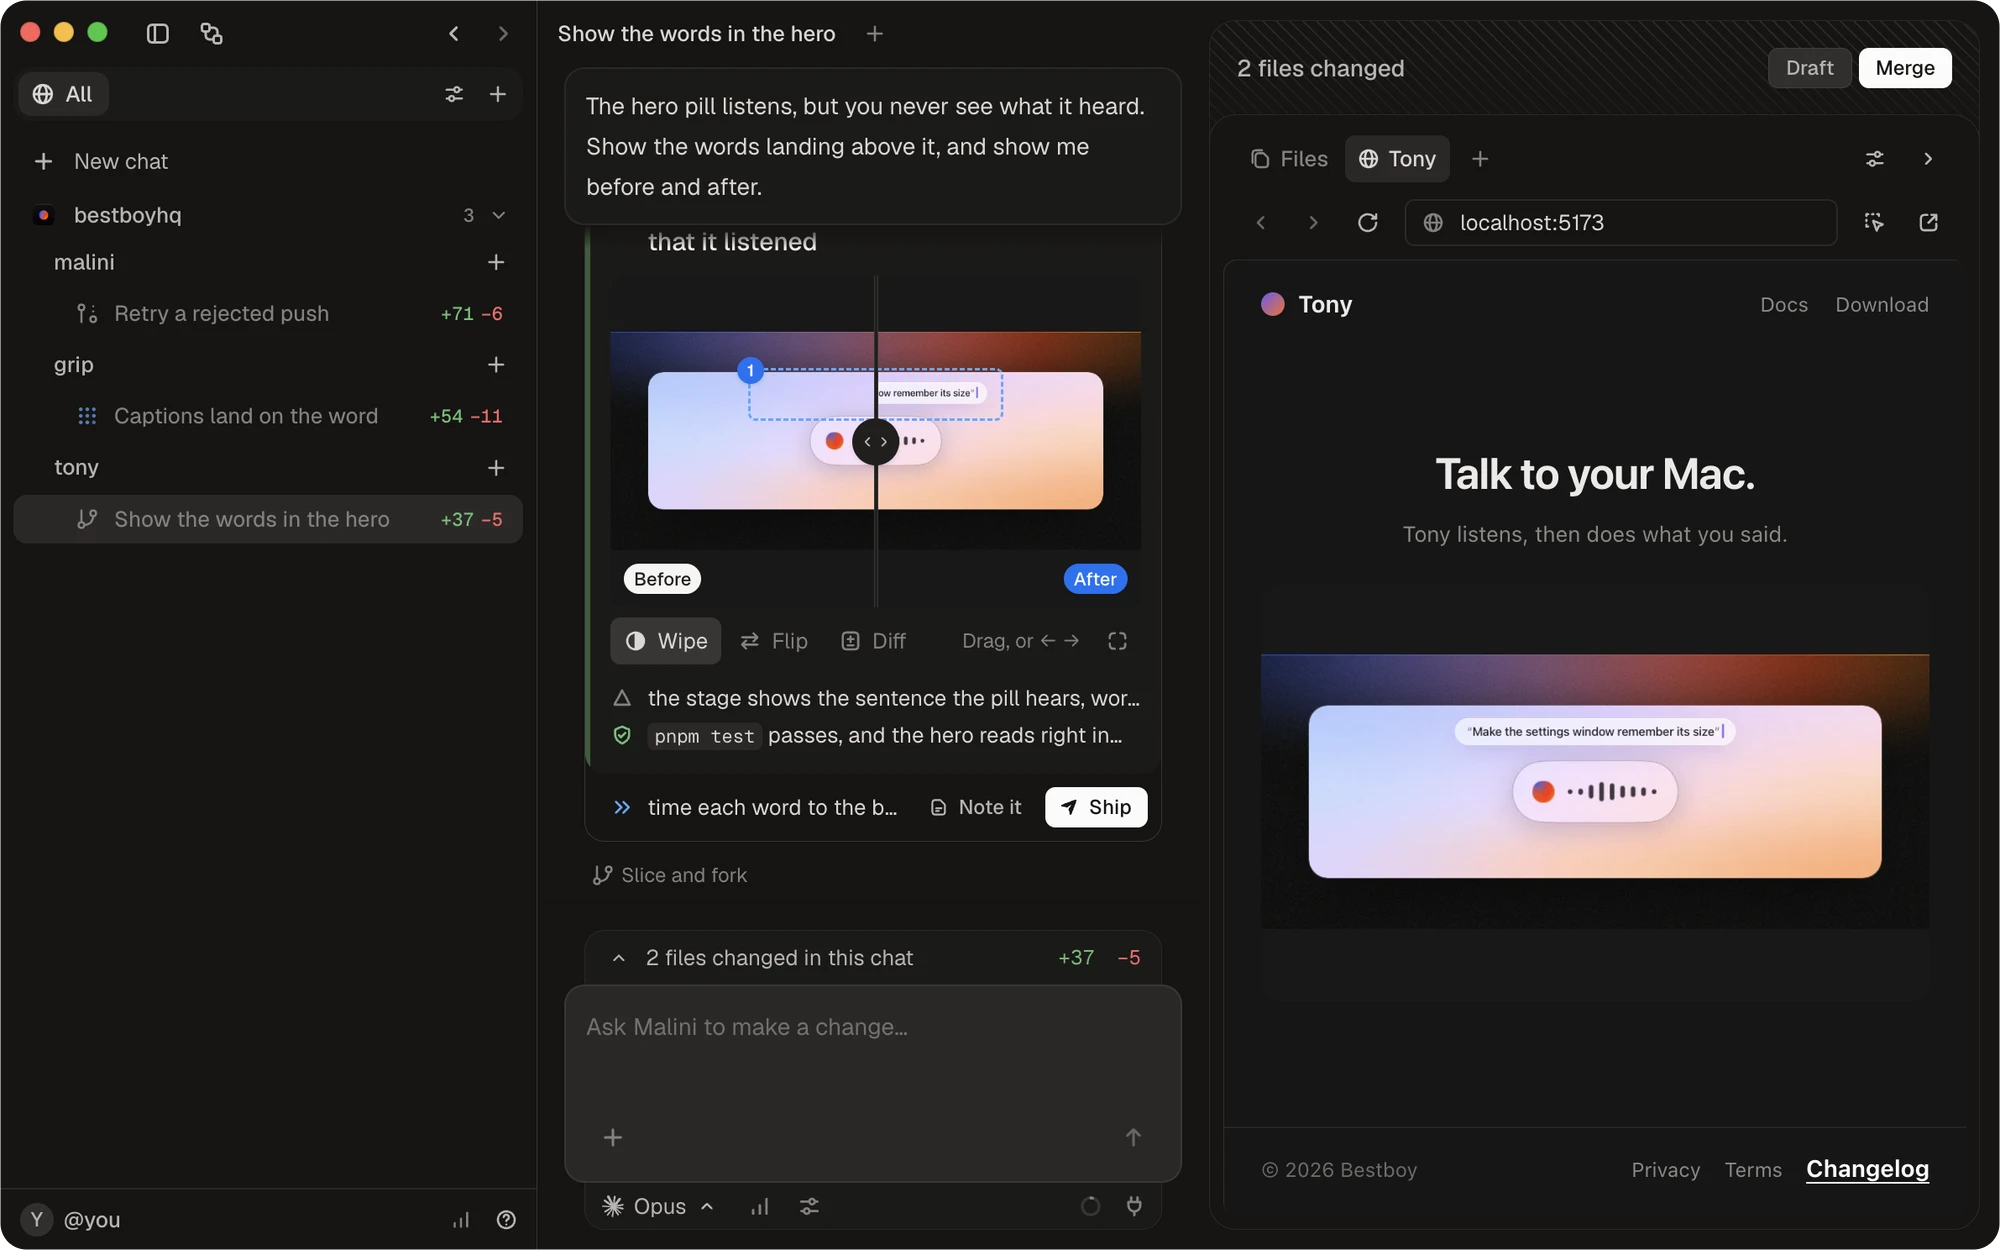 All
New chat
bestboyhq 3
malini
Retry a rejected push +71 −6
grip
Captions land on the word +54 −11
tony
Show the words in the hero +37 −5
Y @you
Show the words in the hero
The hero pill listens, but you never see what it heard.
Show the words landing above it, and show me
before and after.
that it listened
1
ow remember its size”
Before After
Wipe Flip Diff Drag, or ← →
the stage shows the sentence the pill hears, wor…
pnpm test passes, and the hero reads right in…
time each word to the b… Note it Ship
Slice and fork
2 files changed in this chat +37 −5
Ask Malini to make a change…
Opus
2 files changed Draft Merge
Files Tony
localhost:5173
Tony Docs Download
Talk to your Mac.
Tony listens, then does what you said.
“Make the settings window remember its size”
© 2026 Bestboy Privacy Terms Changelog